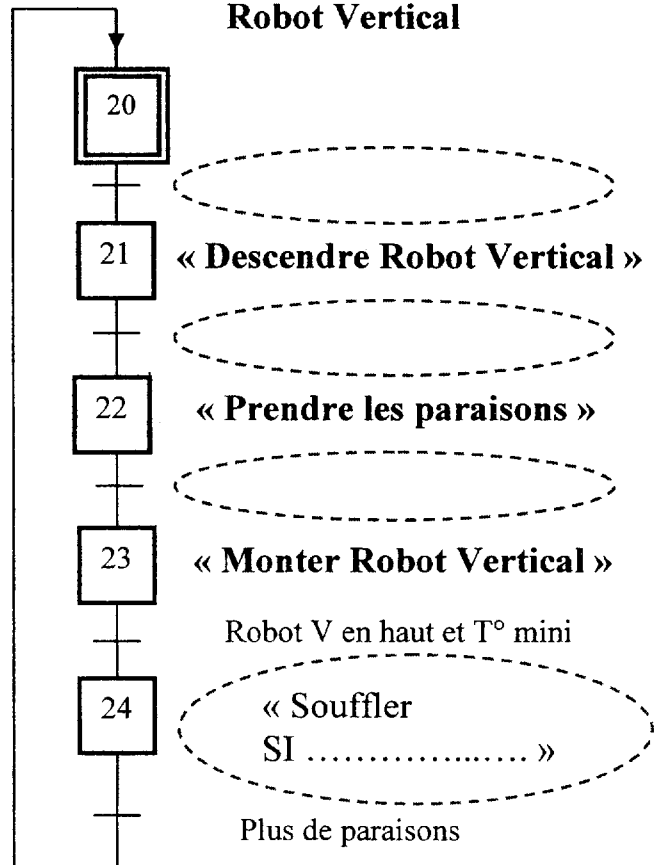 Robot Vertical
20
21
« Descendre Robot Vertical »
22
« Prendre les paraisons »
23
« Monter Robot Vertical »
Robot V en haut et T° mini
24
« Souffler
SI ……………...…. »
Plus de paraisons